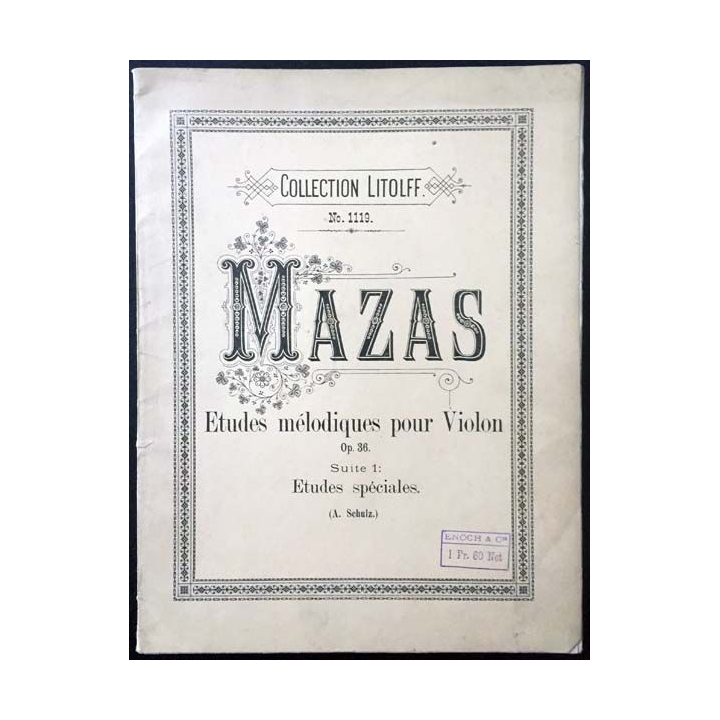 COLLECTION LITOLFF.
No. 1119.
MAZAS
Etudes mélodiques pour Violon
Op. 36.
Suite 1:
Etudes spéciales.
(A. Schulz.)
ENOCH & Cie
1 Fr. 60 Net